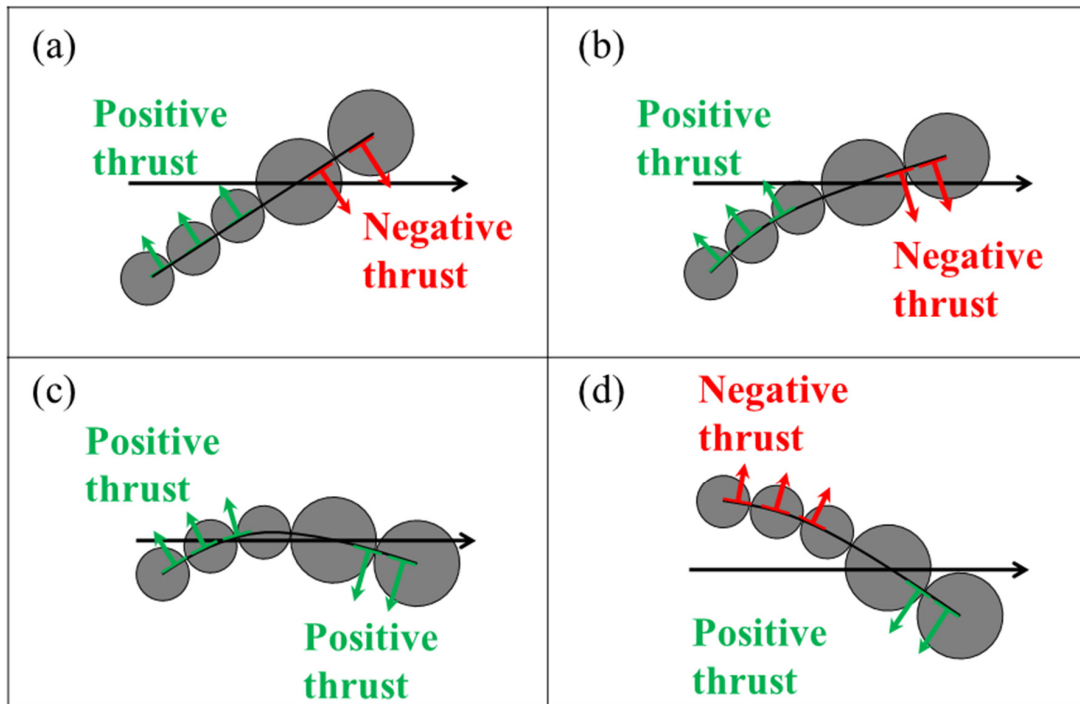 (a)
Positive
thrust
Negative
thrust
(b)
Positive
thrust
Negative
thrust
(c)
Positive
thrust
Positive
thrust
(d)
Negative
thrust
Positive
thrust